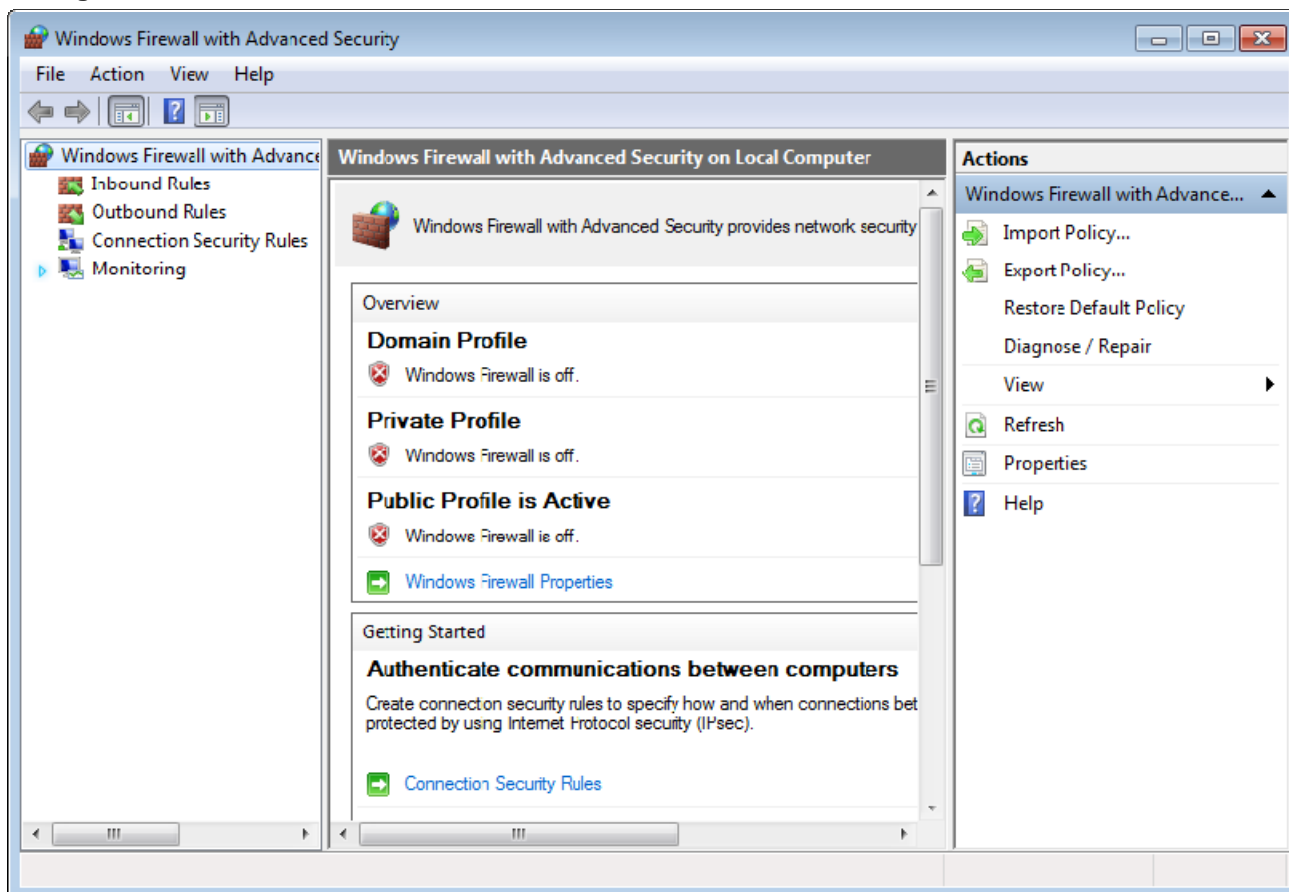 Windows Firewall with Advanced Security
File Action View Help
Windows Firewall with Advance
Inbound Rules
Outbound Rules
Connection Security Rules
Monitoring
Windows Firewall with Advanced Security on Local Computer
Windows Firewall with Advanced Security provides network security
Overview
Domain Profile
Windows Firewall is off.
Private Profile
Windows Firewall is off.
Public Profile is Active
Windows Firewall is off.
Windows Firewall Properties
Getting Started
Authenticate communications between computers
Create connection security rules to specify how and when connections bet
protected by using Internet Protocol security (IPsec).
Connection Security Rules
Actions
Windows Firewall with Advance...
Import Policy...
Export Policy...
Restore Default Policy
Diagnose / Repair
View
Refresh
Properties
Help